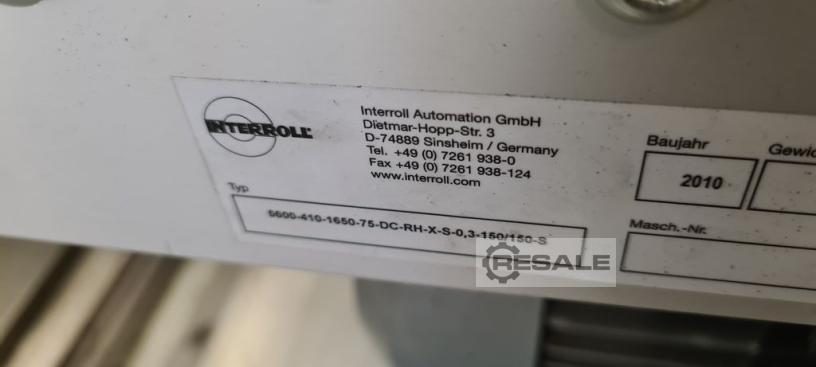 INTERROLL
Interroll Automation GmbH
Dietmar-Hopp-Str. 3
D-74889 Sinsheim / Germany
Tel. +49 (0) 7261 938-0
Fax +49 (0) 7261 938-124
www.interroll.com
Baujahr
2010
Gewic
Typ
6600-410-1650-75-DC-RH-X-S-0,3-150/150-S
Masch.-Nr.
RESALE